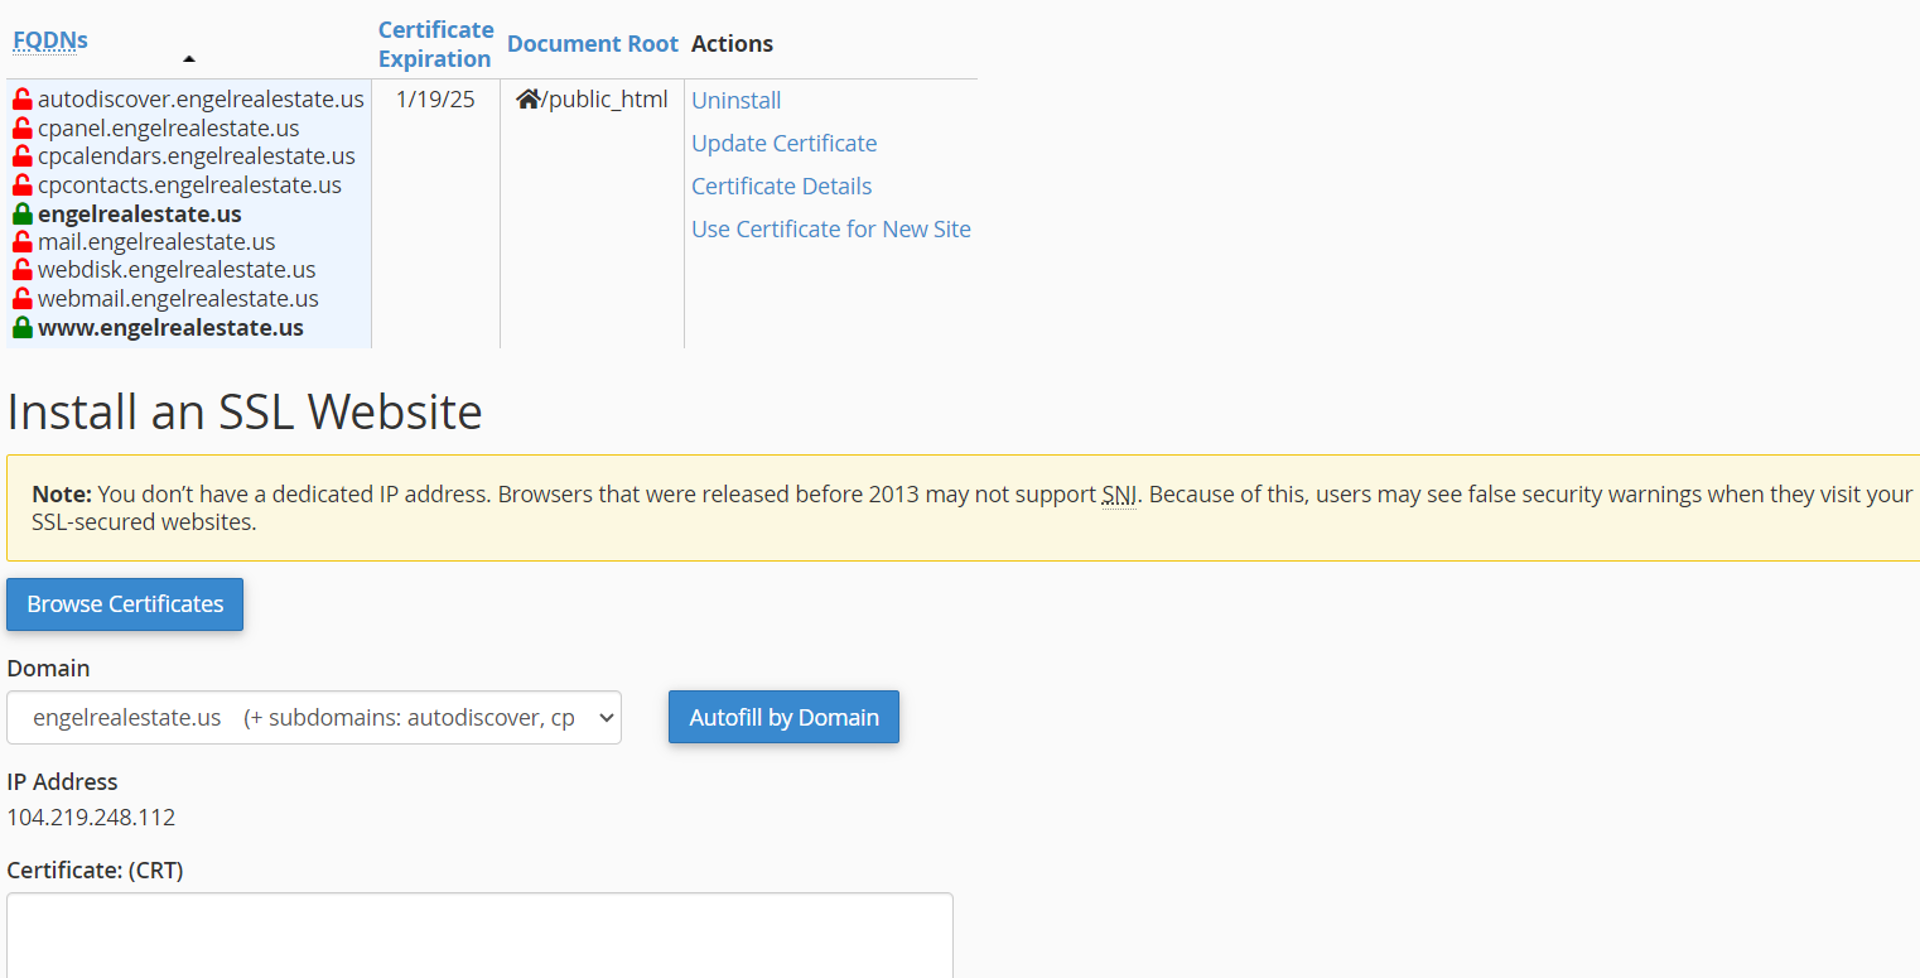 FQDNs
Certificate
Expiration
Document Root
Actions
autodiscover.engelrealestate.us
1/19/25
/public_html
Uninstall
cpanel.engelrealestate.us
Update Certificate
cpcalendars.engelrealestate.us
cpcontacts.engelrealestate.us
Certificate Details
engelrealestate.us
Use Certificate for New Site
mail.engelrealestate.us
webdisk.engelrealestate.us
webmail.engelrealestate.us
www.engelrealestate.us
Install an SSL Website
Note: You don’t have a dedicated IP address. Browsers that were released before 2013 may not support SNI. Because of this, users may see false security warnings when they visit your
SSL-secured websites.
Browse Certificates
Domain
engelrealestate.us (+ subdomains: autodiscover, cp
Autofill by Domain
IP Address
104.219.248.112
Certificate: (CRT)